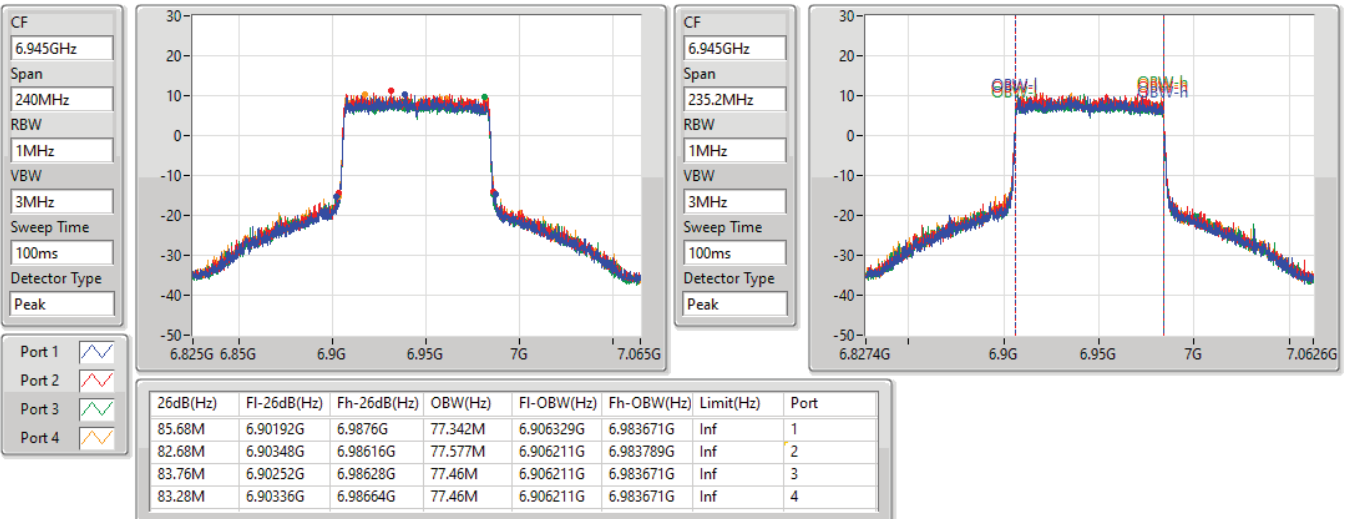 CF
6.945GHz
Span
240MHz
RBW
1MHz
VBW
3MHz
Sweep Time
100ms
Detector Type
Peak
30
20
10
0
-10
-20
-30
-40
-50
6.825G 6.85G 6.9G 6.95G 7G 7.065G
CF
6.945GHz
Span
235.2MHz
RBW
1MHz
VBW
3MHz
Sweep Time
100ms
Detector Type
Peak
30
20
10
0
-10
-20
-30
-40
-50
OBW-l OBW-h
6.8274G 6.9G 6.95G 7G 7.0626G
Port 1
Port 2
Port 3
Port 4
26dB(Hz) Fl-26dB(Hz) Fh-26dB(Hz) OBW(Hz) Fl-OBW(Hz) Fh-OBW(Hz) Limit(Hz) Port
85.68M 6.90192G 6.9876G 77.342M 6.906329G 6.983671G Inf 1
82.68M 6.90348G 6.98616G 77.577M 6.906211G 6.983789G Inf 2
83.76M 6.90252G 6.98628G 77.46M 6.906211G 6.983671G Inf 3
83.28M 6.90336G 6.98664G 77.46M 6.906211G 6.983671G Inf 4